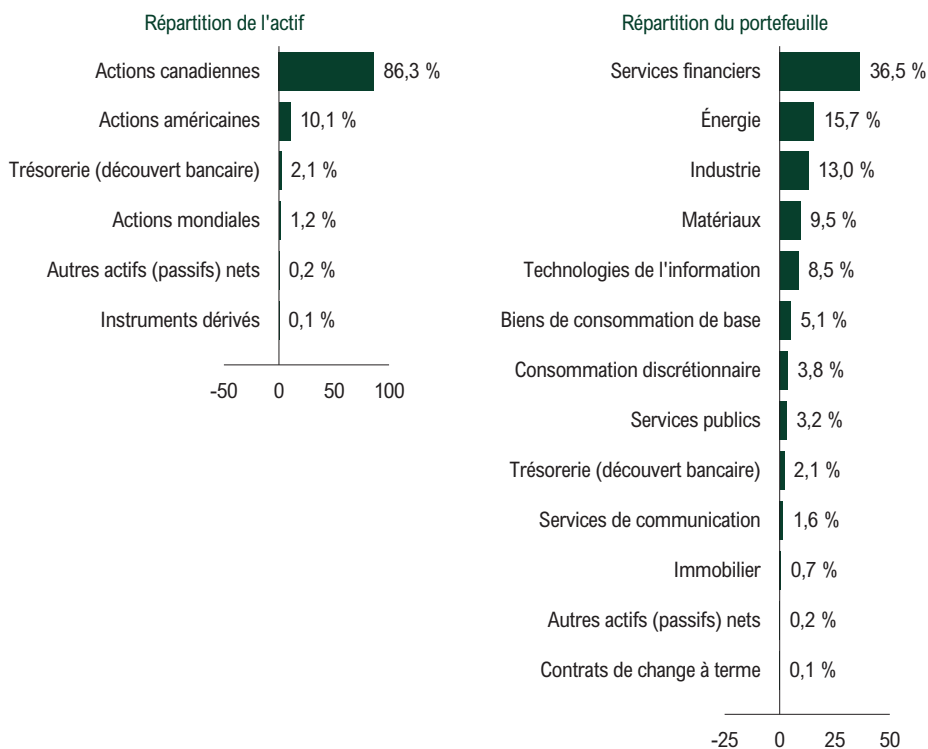 Répartition de l'actif
Actions canadiennes 86,3 %
Actions américaines 10,1 %
Trésorerie (découvert bancaire) 2,1 %
Actions mondiales 1,2 %
Autres actifs (passifs) nets 0,2 %
Instruments dérivés 0,1 %
-50 0 50 100
Répartition du portefeuille
Services financiers 36,5 %
Énergie 15,7 %
Industrie 13,0 %
Matériaux 9,5 %
Technologies de l'information 8,5 %
Biens de consommation de base 5,1 %
Consommation discrétionnaire 3,8 %
Services publics 3,2 %
Trésorerie (découvert bancaire) 2,1 %
Services de communication 1,6 %
Immobilier 0,7 %
Autres actifs (passifs) nets 0,2 %
Contrats de change à terme 0,1 %
-25 0 25 50